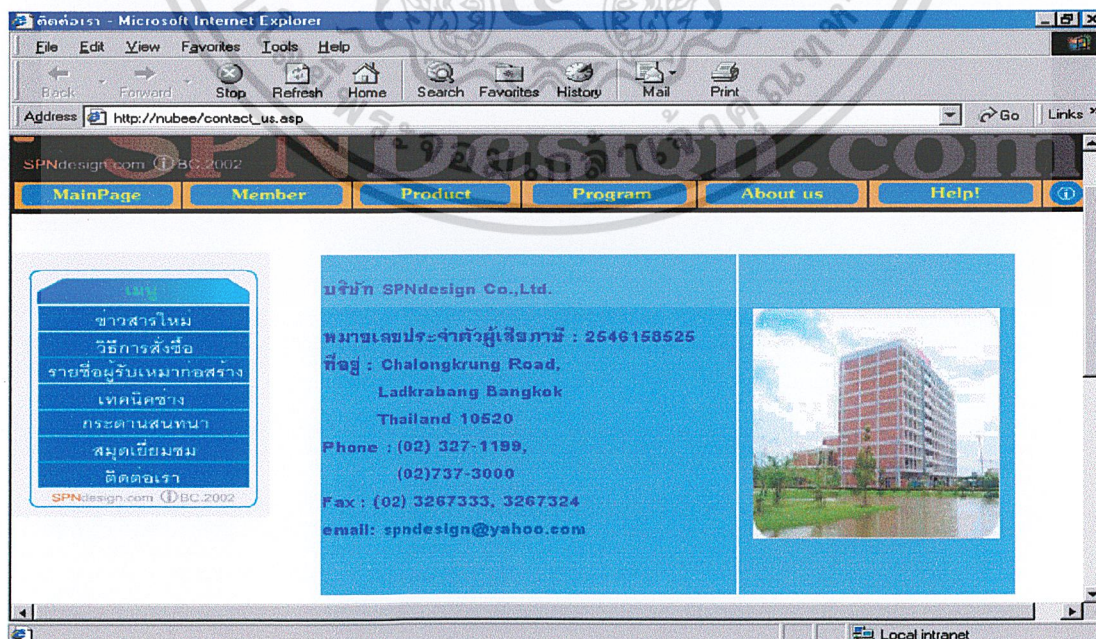 ติดต่อเรา - Microsoft Internet Explorer
File Edit View Favorites Tools Help
Back Forward Stop Refresh Home Search Favorites History Mail Print
Address http://nubee/contact_us.asp Go Links »
SPNdesign.com
SPNdesign.com BC.2002
MainPage Member Product Program About us Help!
เมนู
ข่าวสารใหม่
วิธีการสั่งซื้อ
รายชื่อผู้รับเหมาก่อสร้าง
เทคนิคช่าง
กระดานสนทนา
สมุดเยี่ยมชม
ติดต่อเรา
SPNdesign.com BC.2002
บริษัท SPNdesign Co.,Ltd.
หมายเลขประจำตัวผู้เสียภาษี : 2546158525
ที่อยู่ : Chalongkrung Road,
Ladkrabang Bangkok
Thailand 10520
Phone : (02) 327-1199,
(02)737-3000
Fax : (02) 3267333, 3267324
email: spndesign@yahoo.com
Local intranet